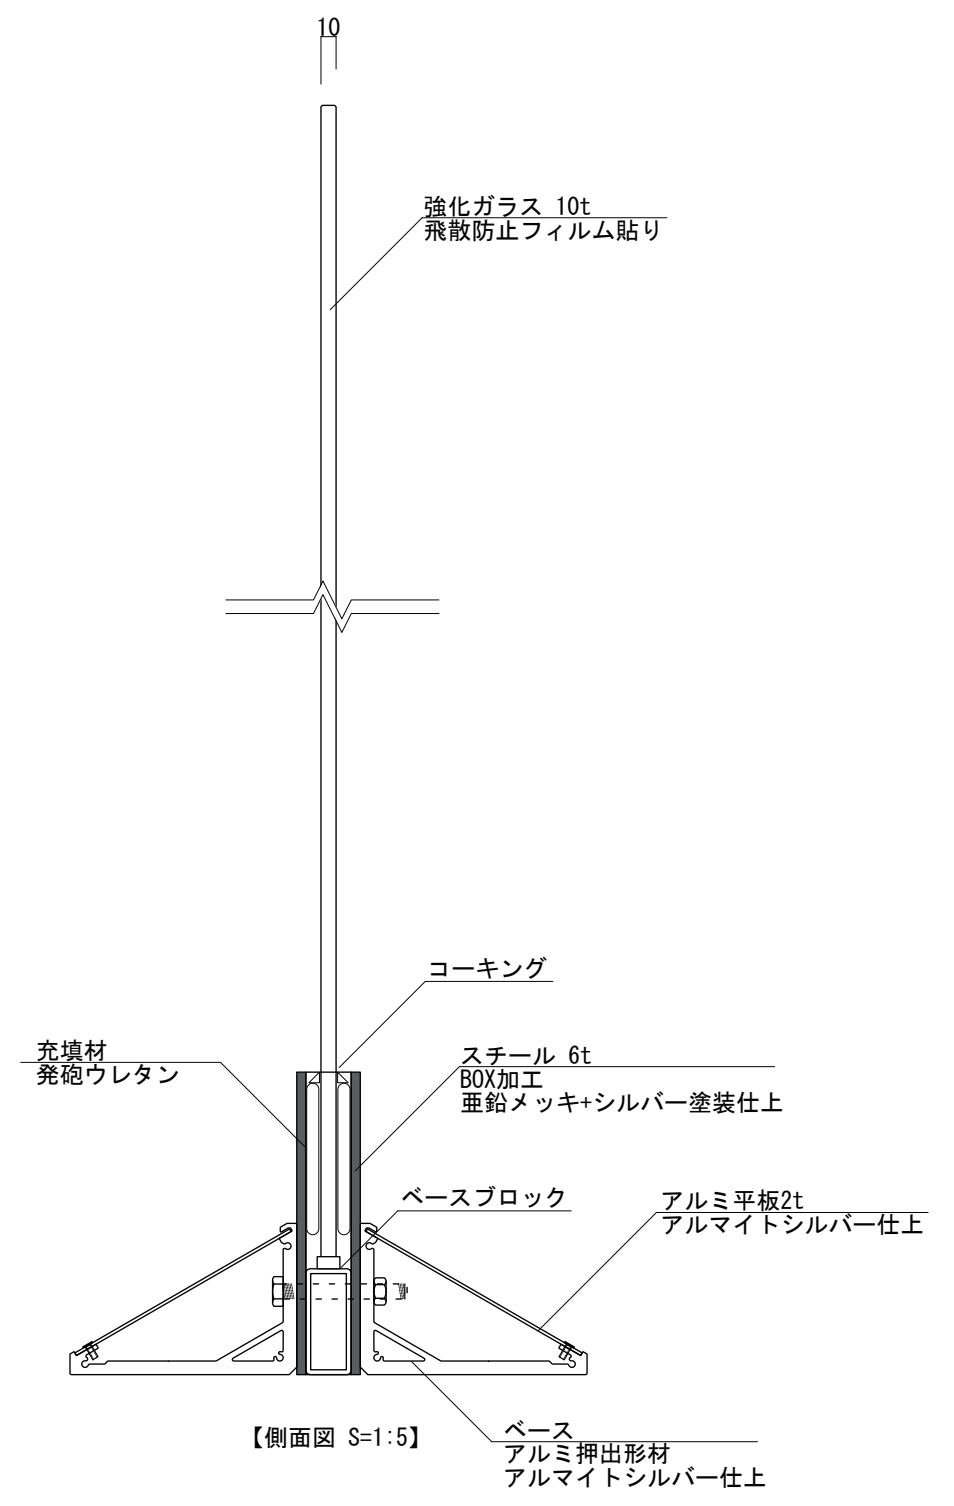 10
強化ガラス 10t
飛散防止フィルム貼り
コーキング
充填材
発砲ウレタン
スチール 6t
BOX加工
亜鉛メッキ+シルバー塗装仕上
ベースブロック
アルミ平板2t
アルマイトシルバー仕上
【側面図 S=1:5】
ベース
アルミ押出形材
アルマイトシルバー仕上